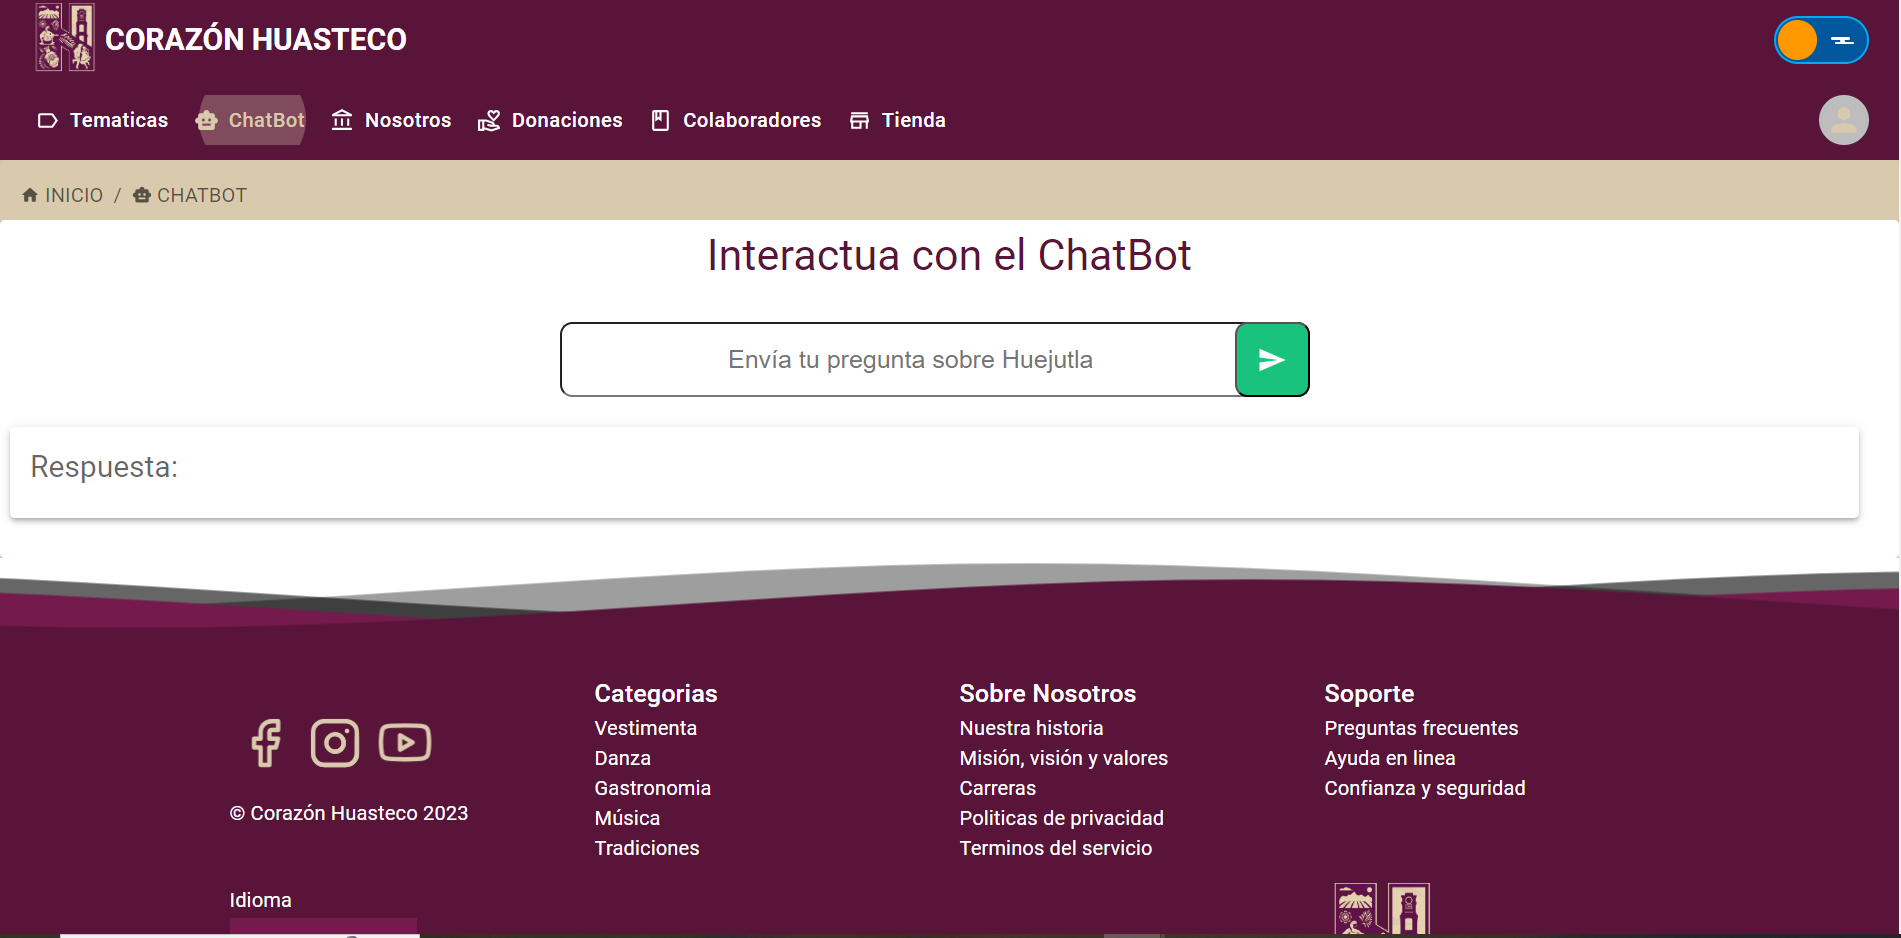 CORAZÓN HUASTECO
Tematicas ChatBot Nosotros Donaciones Colaboradores Tienda
INICIO / CHATBOT
Interactua con el ChatBot
Envía tu pregunta sobre Huejutla
Respuesta:
© Corazón Huasteco 2023
Idioma
Categorias
Vestimenta
Danza
Gastronomia
Música
Tradiciones
Sobre Nosotros
Nuestra historia
Misión, visión y valores
Carreras
Politicas de privacidad
Terminos del servicio
Soporte
Preguntas frecuentes
Ayuda en linea
Confianza y seguridad